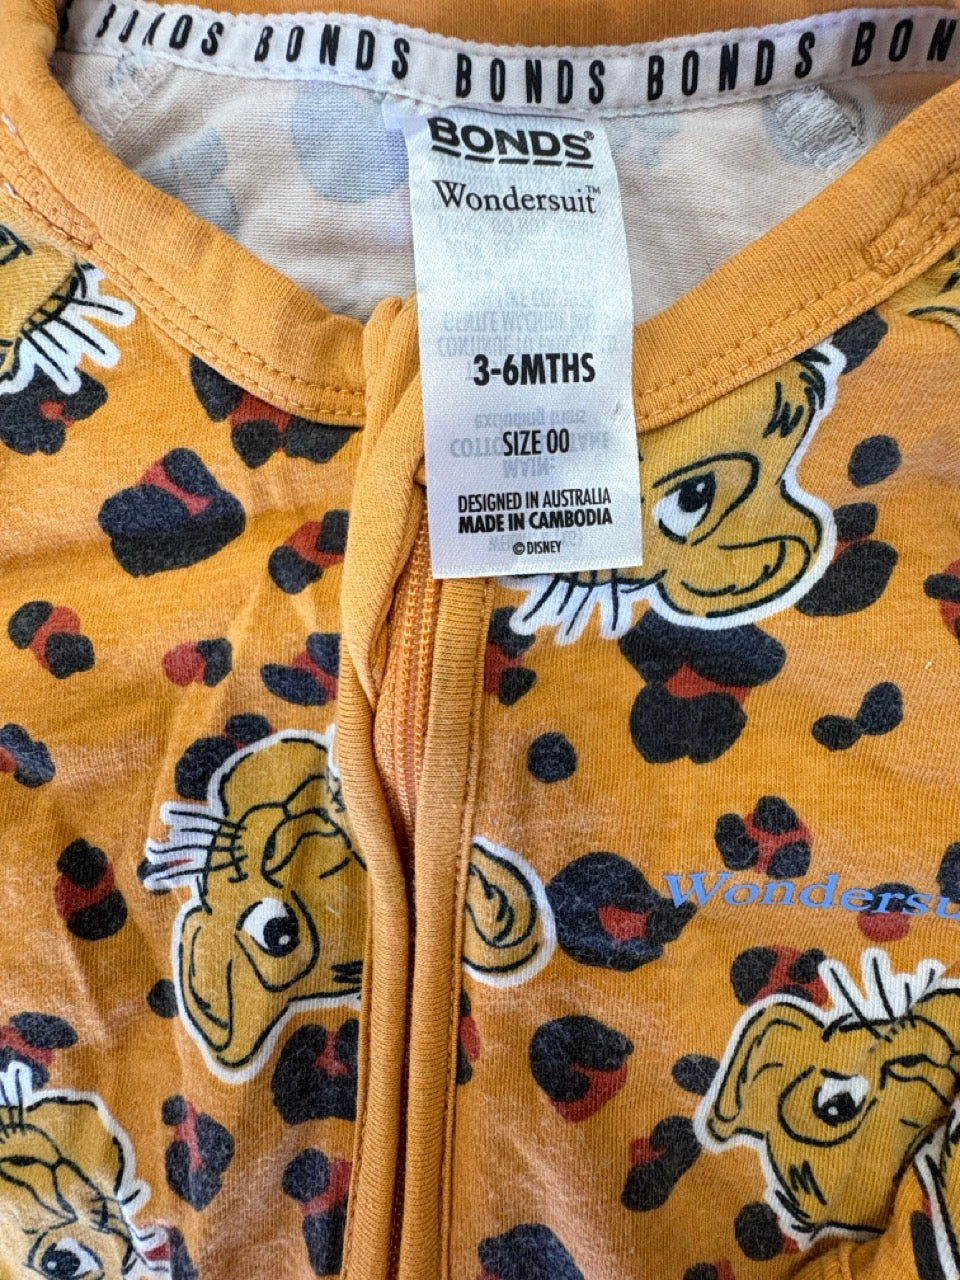 BONDS BONDS BONDS BONDS BON
BONDS®
Wondersuit™
3-6MTHS
SIZE 00
DESIGNED IN AUSTRALIA
MADE IN CAMBODIA
© DISNEY
Wondersu